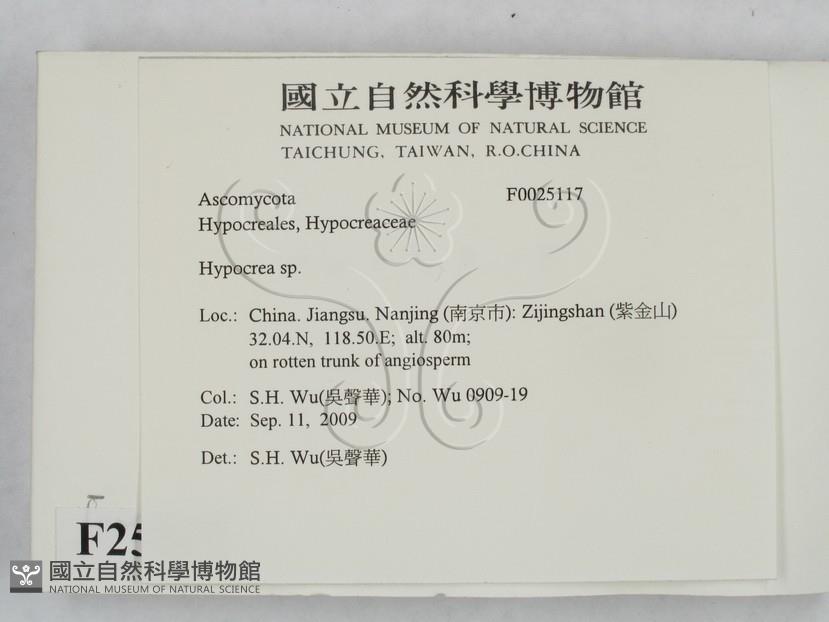 國立自然科學博物館
NATIONAL MUSEUM OF NATURAL SCIENCE
TAICHUNG, TAIWAN, R.O.CHINA
Ascomycota F0025117
Hypocreales, Hypocreaceae
Hypocrea sp.
Loc.: China. Jiangsu. Nanjing (南京市): Zijingshan (紫金山)
32.04.N, 118.50.E; alt. 80m;
on rotten trunk of angiosperm
Col.: S.H. Wu(吳聲華); No. Wu 0909-19
Date: Sep. 11, 2009
Det.: S.H. Wu(吳聲華)
F25
國立自然科學博物館
NATIONAL MUSEUM OF NATURAL SCIENCE